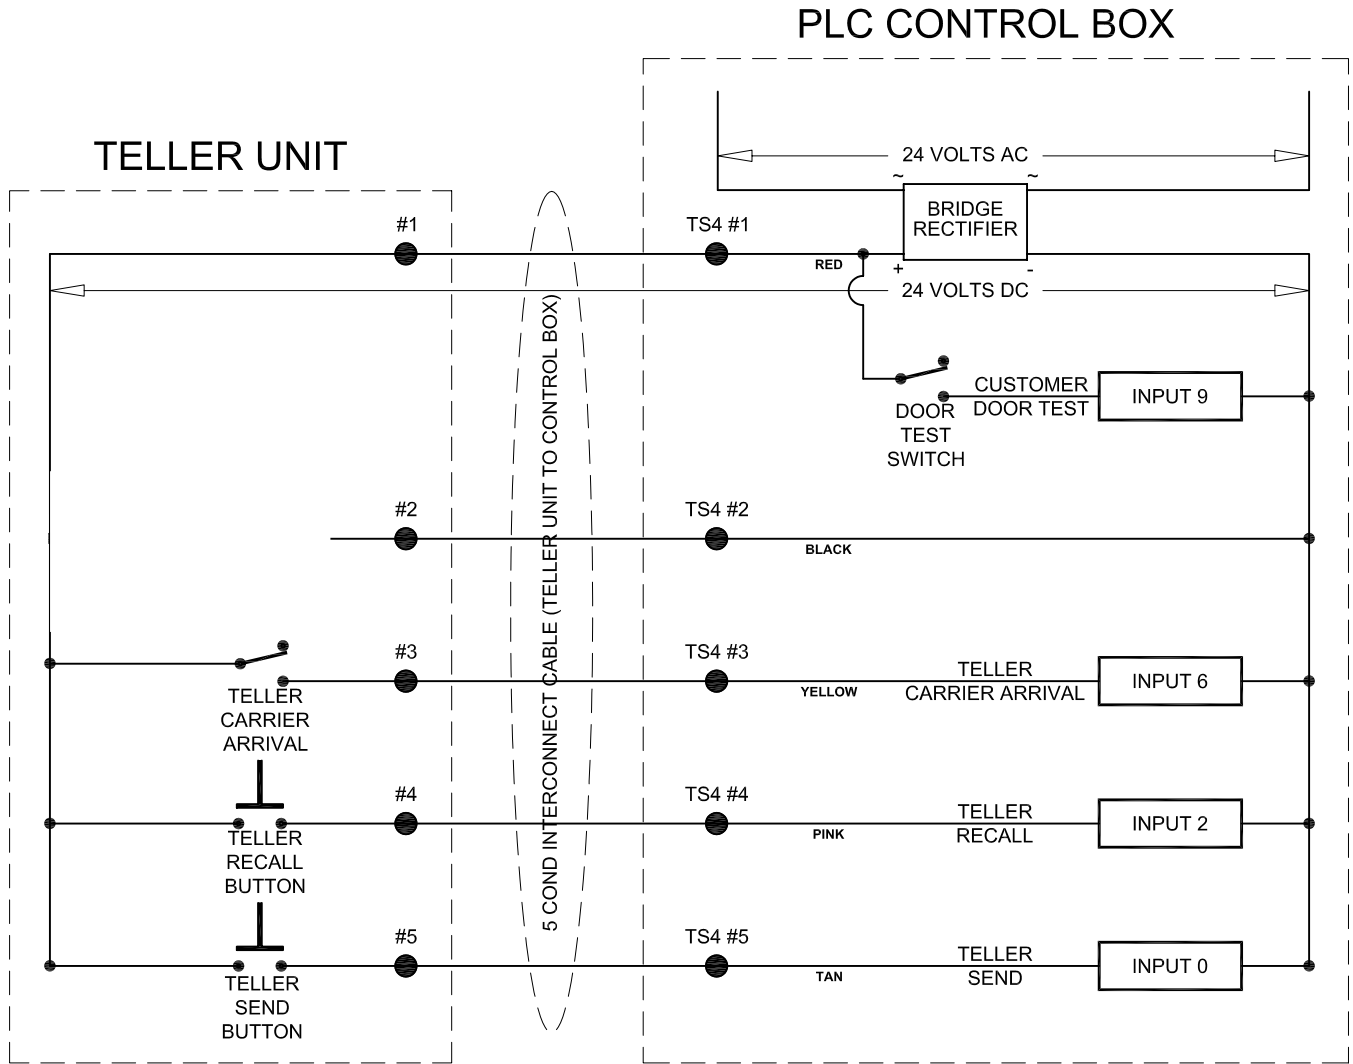 PLC CONTROL BOX
TELLER UNIT
24 VOLTS AC
~ ~
BRIDGE
RECTIFIER
#1
TS4 #1
RED
+ -
24 VOLTS DC
5 COND INTERCONNECT CABLE (TELLER UNIT TO CONTROL BOX)
CUSTOMER
DOOR TEST
INPUT 9
DOOR
TEST
SWITCH
#2
TS4 #2
BLACK
#3
TS4 #3
YELLOW
TELLER
CARRIER ARRIVAL
INPUT 6
TELLER
CARRIER
ARRIVAL
#4
TS4 #4
PINK
TELLER
RECALL
INPUT 2
TELLER
RECALL
BUTTON
#5
TS4 #5
TAN
TELLER
SEND
INPUT 0
TELLER
SEND
BUTTON